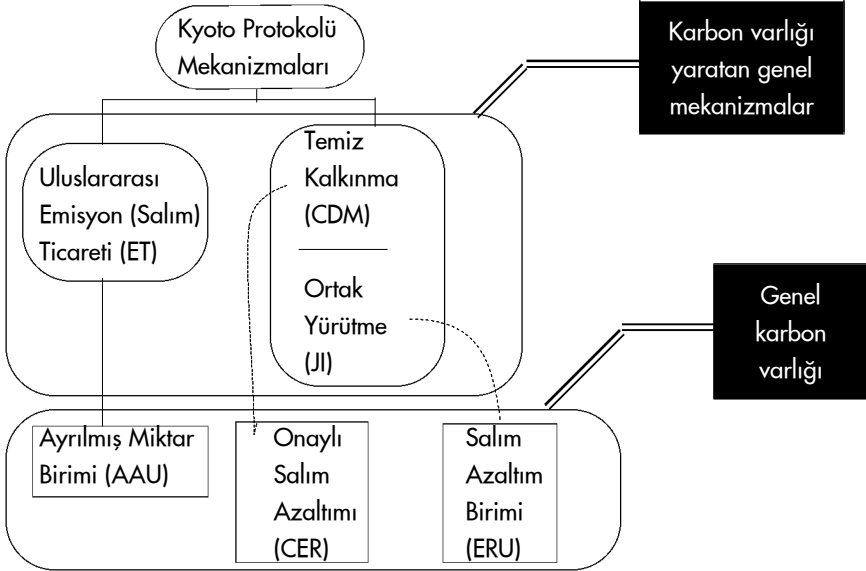 Kyoto Protokolü
Mekanizmaları
Karbon varlığı
yaratan genel
mekanizmalar
Uluslararası
Emisyon (Salım)
Ticareti (ET)
Temiz
Kalkınma
(CDM)
Ortak
Yürütme
(JI)
Genel
karbon
varlığı
Ayrılmış Miktar
Birimi (AAU)
Onaylı
Salım
Azaltımı
(CER)
Salım
Azaltım
Birimi
(ERU)